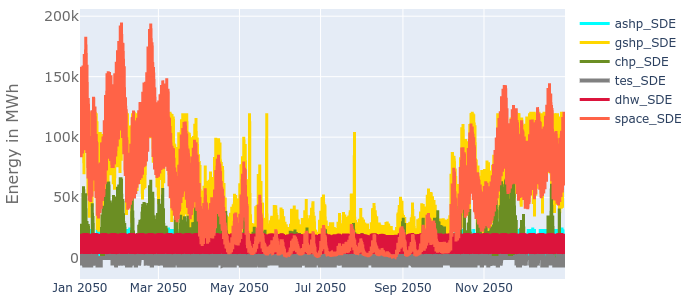 200k
150k
100k
50k
0
Energy in MWh
Jan 2050 Mar 2050 May 2050 Jul 2050 Sep 2050 Nov 2050
ashp_SDE
gshp_SDE
chp_SDE
tes_SDE
dhw_SDE
space_SDE